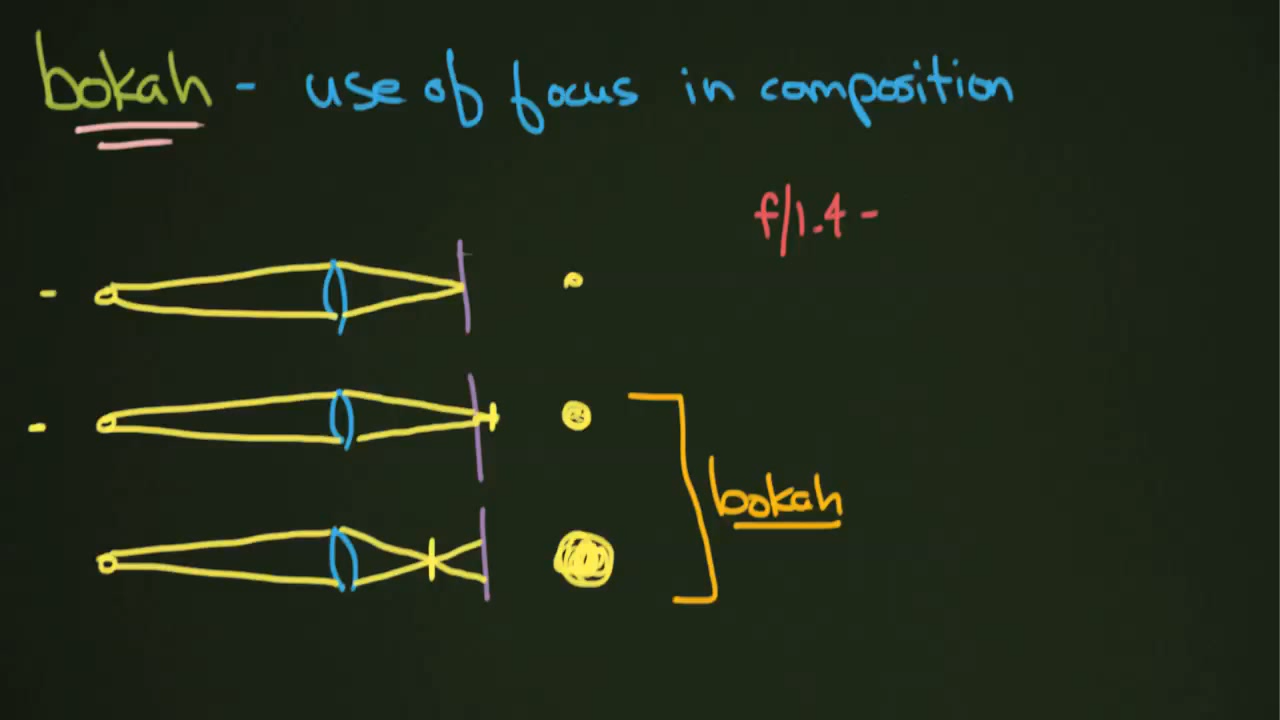 bokah - use of focus in composition
f/1.4 -
bokah